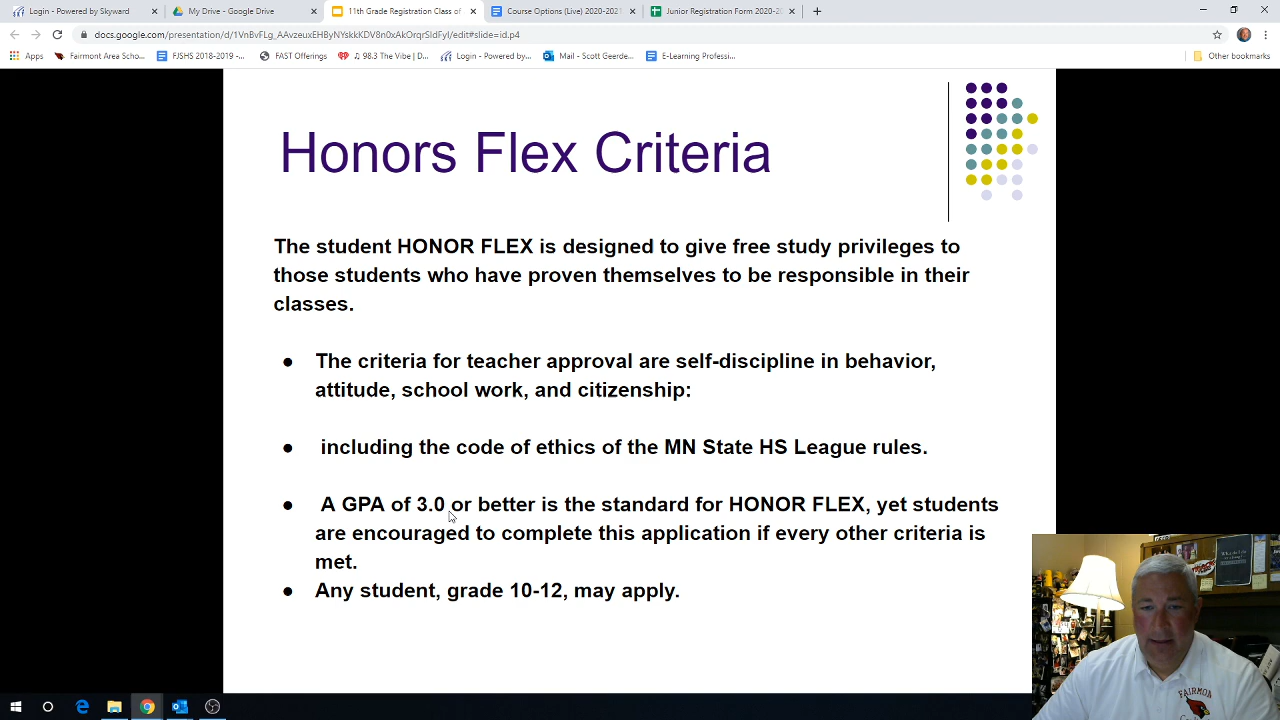 Login - Powered by Skyward
My Drive - Google Drive
11th Grade Registration Class of
Course Options (Live) 2020-2021
Junior Registration Form 2020-20
docs.google.com/presentation/d/1VnBvFLg_AAvzeuxEHByNYskkKDV8n0xAkOrqrSIdFyI/edit#slide=id.p4
Apps
Fairmont Area Scho...
FJSHS 2018-2019 -...
FAST Offerings
♫ 98.3 The Vibe | D...
Login - Powered by...
Mail - Scott Geerde...
E-Learning Professi...
Other bookmarks
Honors Flex Criteria
The student HONOR FLEX is designed to give free study privileges to
those students who have proven themselves to be responsible in their
classes.
● The criteria for teacher approval are self-discipline in behavior,
attitude, school work, and citizenship:
● including the code of ethics of the MN State HS League rules.
● A GPA of 3.0 or better is the standard for HONOR FLEX, yet students
are encouraged to complete this application if every other criteria is
met.
● Any student, grade 10-12, may apply.
FAIRMON